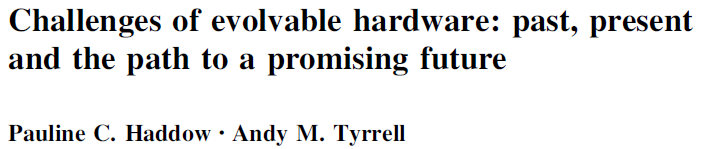 Challenges of evolvable hardware: past, present
and the path to a promising future
Pauline C. Haddow · Andy M. Tyrrell